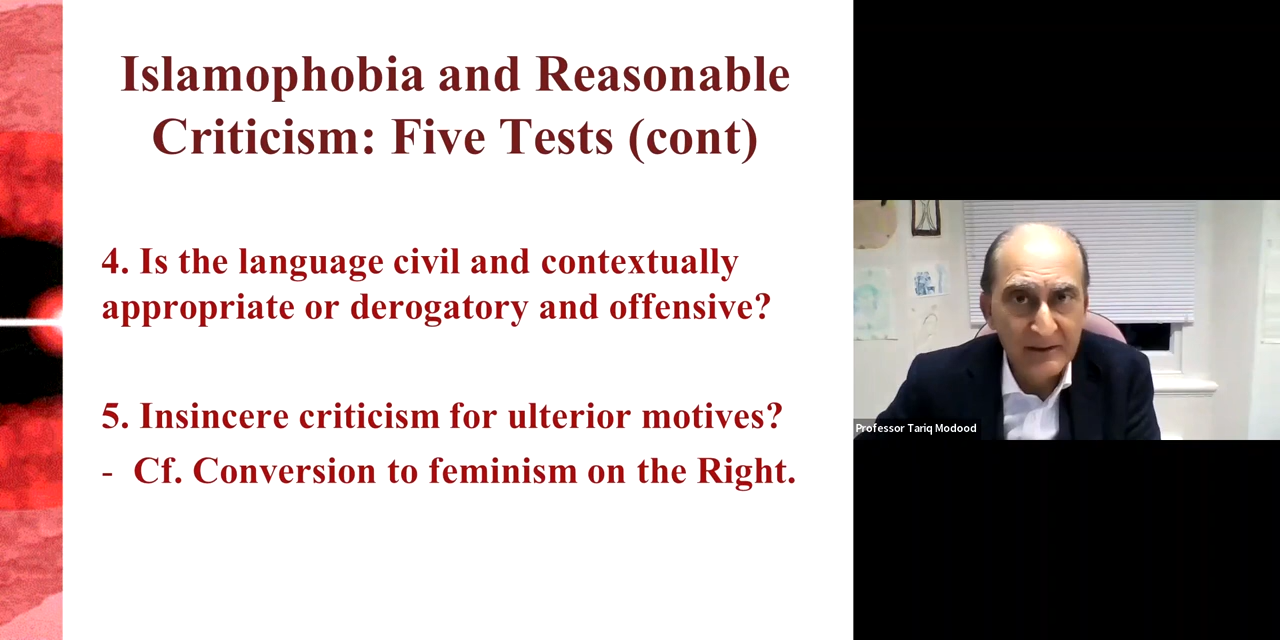 Islamophobia and Reasonable
Criticism: Five Tests (cont)
4. Is the language civil and contextually
appropriate or derogatory and offensive?
5. Insincere criticism for ulterior motives?
- Cf. Conversion to feminism on the Right.
Professor Tariq Modood